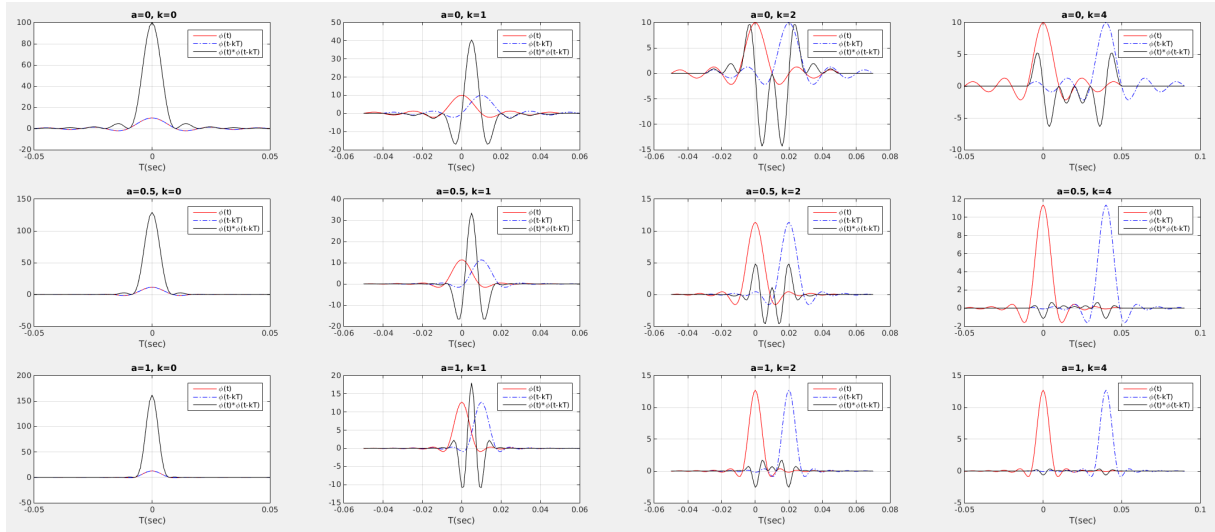 a=0, k=0
100
80
60
40
20
0
-20
-0.05
0
0.05
T(sec)
ϕ(t)
ϕ(t-kT)
ϕ(t)*ϕ(t-kT)
a=0, k=1
50
40
30
20
10
0
-10
-20
-0.06
-0.04
-0.02
0
0.02
0.04
0.06
T(sec)
ϕ(t)
ϕ(t-kT)
ϕ(t)*ϕ(t-kT)
a=0, k=2
10
5
0
-5
-10
-15
-0.06
-0.04
-0.02
0
0.02
0.04
0.06
0.08
T(sec)
ϕ(t)
ϕ(t-kT)
ϕ(t)*ϕ(t-kT)
a=0, k=4
10
5
0
-5
-10
-0.05
0
0.05
0.1
T(sec)
ϕ(t)
ϕ(t-kT)
ϕ(t)*ϕ(t-kT)
a=0.5, k=0
150
100
50
0
-50
-0.05
0
0.05
T(sec)
ϕ(t)
ϕ(t-kT)
ϕ(t)*ϕ(t-kT)
a=0.5, k=1
40
30
20
10
0
-10
-20
-0.06
-0.04
-0.02
0
0.02
0.04
0.06
T(sec)
ϕ(t)
ϕ(t-kT)
ϕ(t)*ϕ(t-kT)
a=0.5, k=2
15
10
5
0
-5
-0.06
-0.04
-0.02
0
0.02
0.04
0.06
0.08
T(sec)
ϕ(t)
ϕ(t-kT)
ϕ(t)*ϕ(t-kT)
a=0.5, k=4
12
10
8
6
4
2
0
-2
-0.05
0
0.05
0.1
T(sec)
ϕ(t)
ϕ(t-kT)
ϕ(t)*ϕ(t-kT)
a=1, k=0
200
150
100
50
0
-50
-0.05
0
0.05
T(sec)
ϕ(t)
ϕ(t-kT)
ϕ(t)*ϕ(t-kT)
a=1, k=1
20
15
10
5
0
-5
-10
-15
-0.06
-0.04
-0.02
0
0.02
0.04
0.06
T(sec)
ϕ(t)
ϕ(t-kT)
ϕ(t)*ϕ(t-kT)
a=1, k=2
15
10
5
0
-5
-0.06
-0.04
-0.02
0
0.02
0.04
0.06
0.08
T(sec)
ϕ(t)
ϕ(t-kT)
ϕ(t)*ϕ(t-kT)
a=1, k=4
15
10
5
0
-5
-0.05
0
0.05
0.1
T(sec)
ϕ(t)
ϕ(t-kT)
ϕ(t)*ϕ(t-kT)